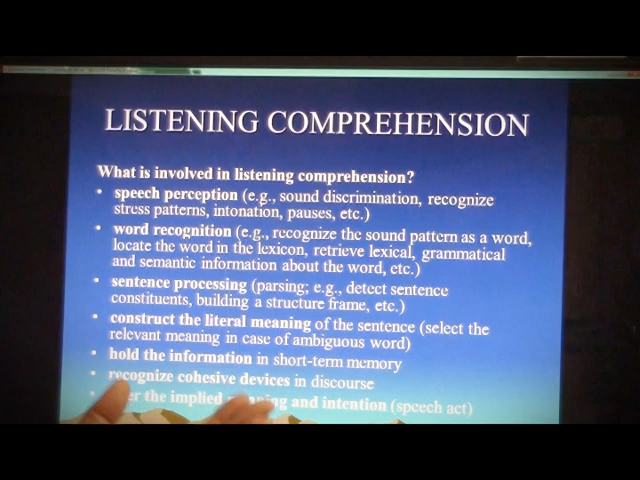 LISTENING COMPREHENSION
What is involved in listening comprehension?
• speech perception (e.g., sound discrimination, recognize
stress patterns, intonation, pauses, etc.)
• word recognition (e.g., recognize the sound pattern as a word,
locate the word in the lexicon, retrieve lexical, grammatical
and semantic information about the word, etc.)
• sentence processing (parsing; e.g., detect sentence
constituents, building a structure frame, etc.)
• construct the literal meaning of the sentence (select the
relevant meaning in case of ambiguous word)
• hold the information in short-term memory
• recognize cohesive devices in discourse
the implied and intention (speech act)